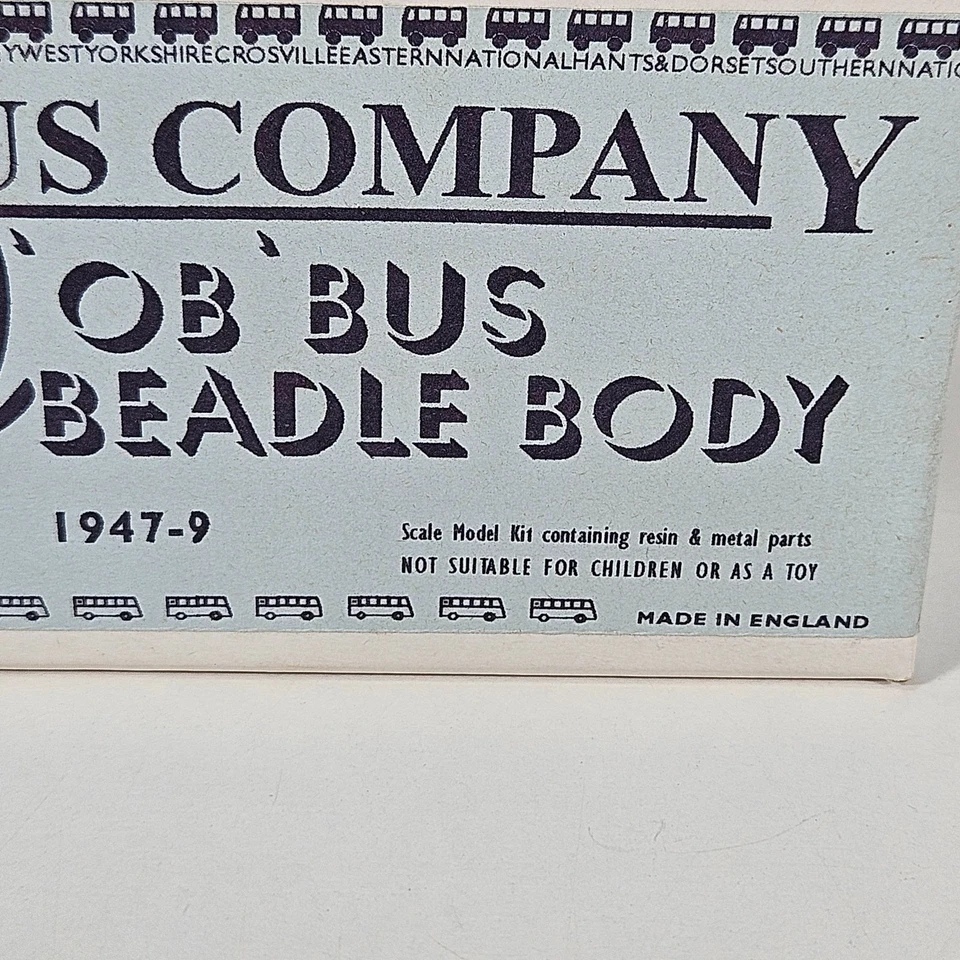 YWESTYORKSHIRECROSVILLEEASTERNNATIONALHANTS&DORSETSOUTHERNNATIO
US COMPANY
'OB' BUS
BEADLE BODY
1947-9
Scale Model Kit containing resin & metal parts
NOT SUITABLE FOR CHILDREN OR AS A TOY
MADE IN ENGLAND